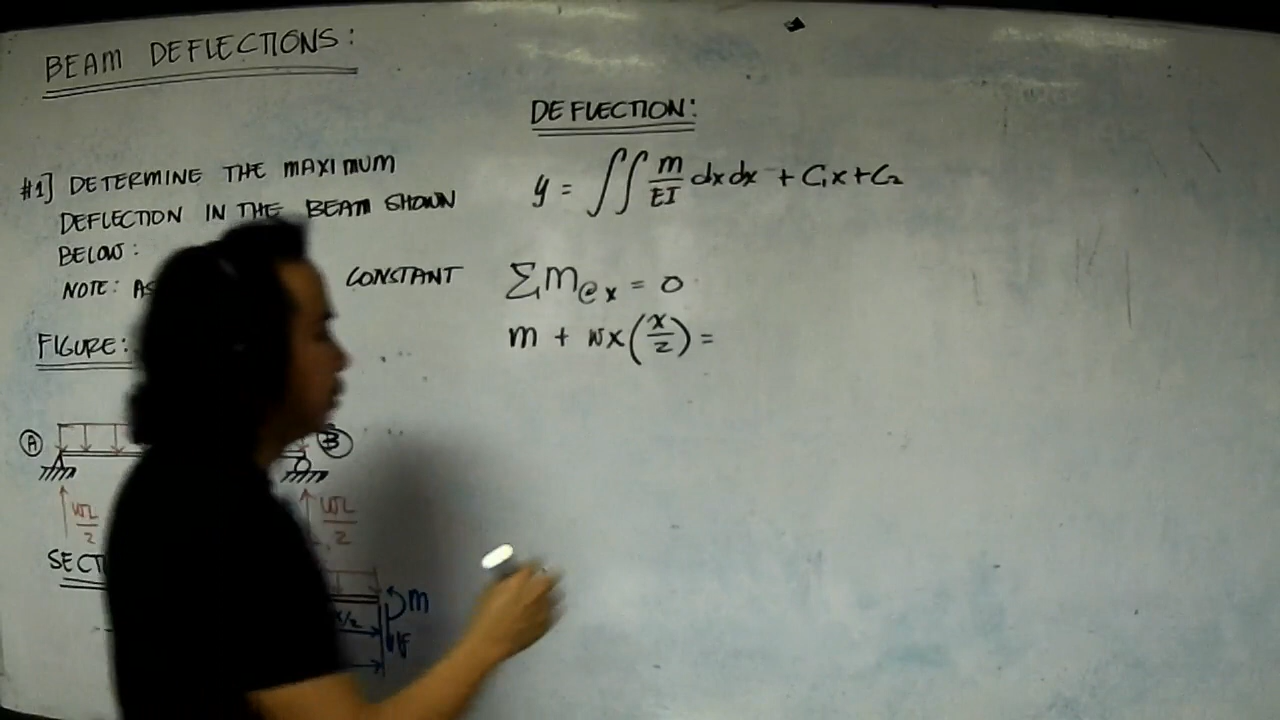 BEAM DEFLECTIONS:
#1] DETERMINE THE MAXIMUM
DEFLECTION IN THE BEAM SHOWN
BELOW:
NOTE: AS CONSTANT
FIGURE:
A B
wL/2 wL/2
SECT
x/2 M
V
DEFLECTION:
y = ∫∫ M/EI dx dx + C₁x + C₂
ΣM@x = 0
M + wx(x/2) =